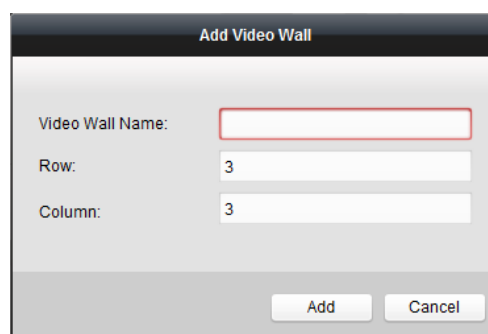 Add Video Wall
Video Wall Name:
Row: 3
Column: 3
Add Cancel